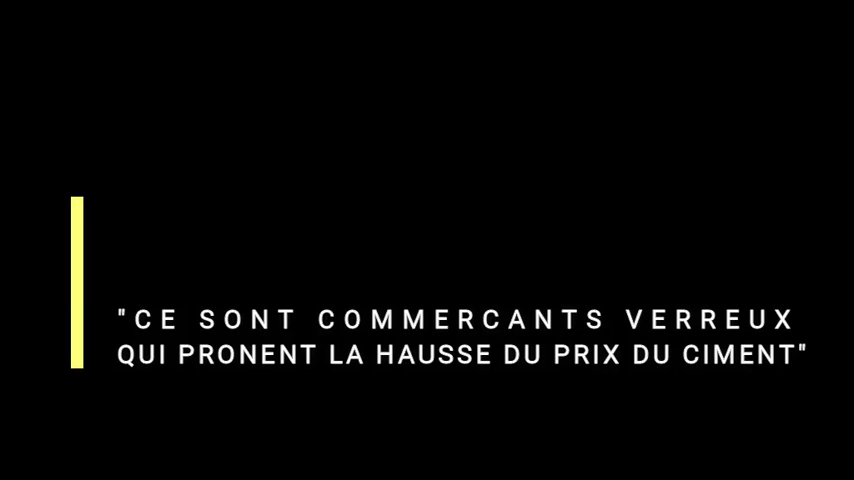 "CE SONT COMMERCANTS VERREUX
QUI PRONENT LA HAUSSE DU PRIX DU CIMENT"